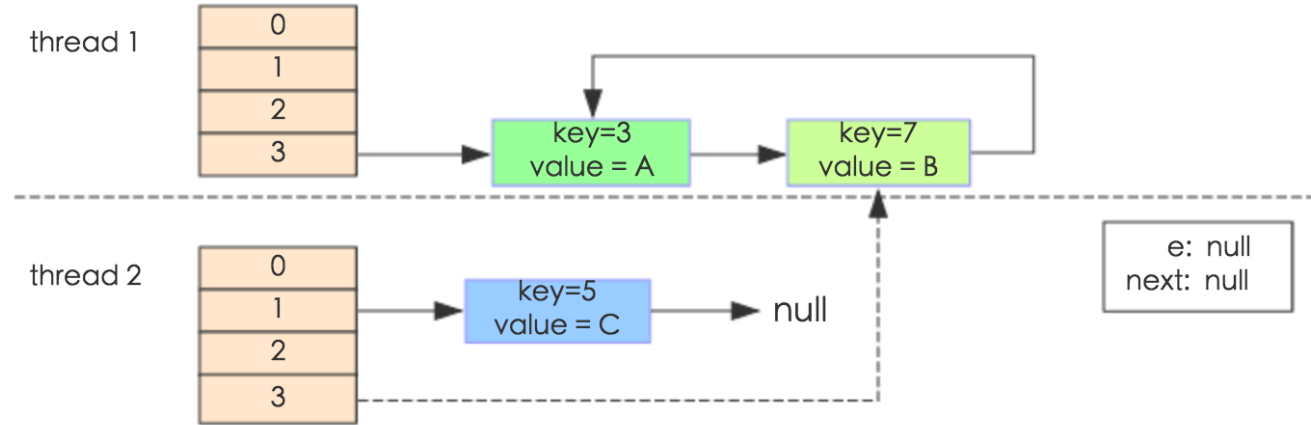 thread 1
0
1
2
3
key=3
value = A
key=7
value = B
thread 2
0
1
2
3
key=5
value = C
null
e: null
next: null